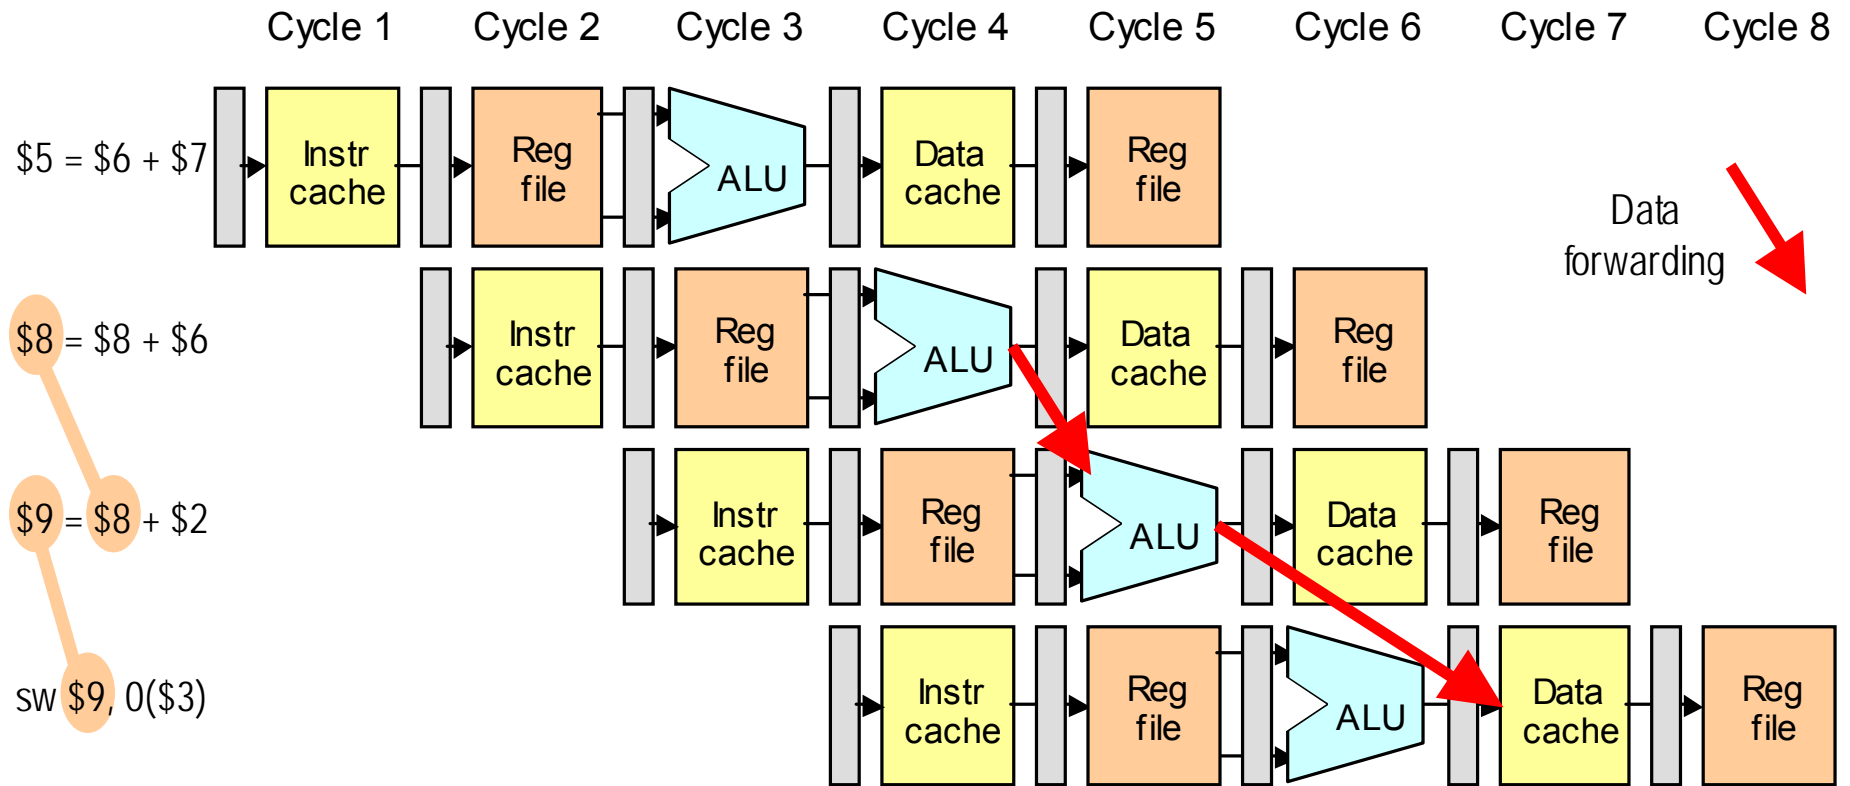 Cycle 1 Cycle 2 Cycle 3 Cycle 4 Cycle 5 Cycle 6 Cycle 7 Cycle 8
$5 = $6 + $7
Instr
cache
Reg
file
ALU
Data
cache
Reg
file
Data
forwarding
$8 = $8 + $6
Instr
cache
Reg
file
ALU
Data
cache
Reg
file
$9 = $8 + $2
Instr
cache
Reg
file
ALU
Data
cache
Reg
file
sw $9, 0($3)
Instr
cache
Reg
file
ALU
Data
cache
Reg
file